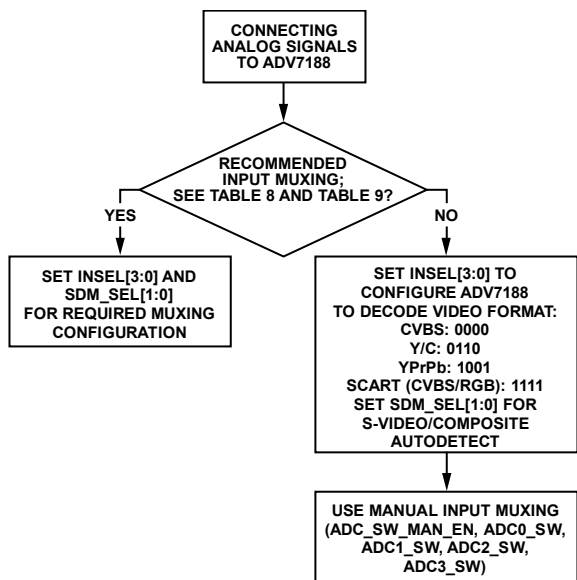 CONNECTING
ANALOG SIGNALS
TO ADV7188
RECOMMENDED
INPUT MUXING;
SEE TABLE 8 AND TABLE 9?
YES
NO
SET INSEL[3:0] AND
SDM_SEL[1:0]
FOR REQUIRED MUXING
CONFIGURATION
SET INSEL[3:0] TO
CONFIGURE ADV7188
TO DECODE VIDEO FORMAT:
CVBS: 0000
Y/C: 0110
YPrPb: 1001
SCART (CVBS/RGB): 1111
SET SDM_SEL[1:0] FOR
S-VIDEO/COMPOSITE
AUTODETECT
USE MANUAL INPUT MUXING
(ADC_SW_MAN_EN, ADC0_SW,
ADC1_SW, ADC2_SW,
ADC3_SW)